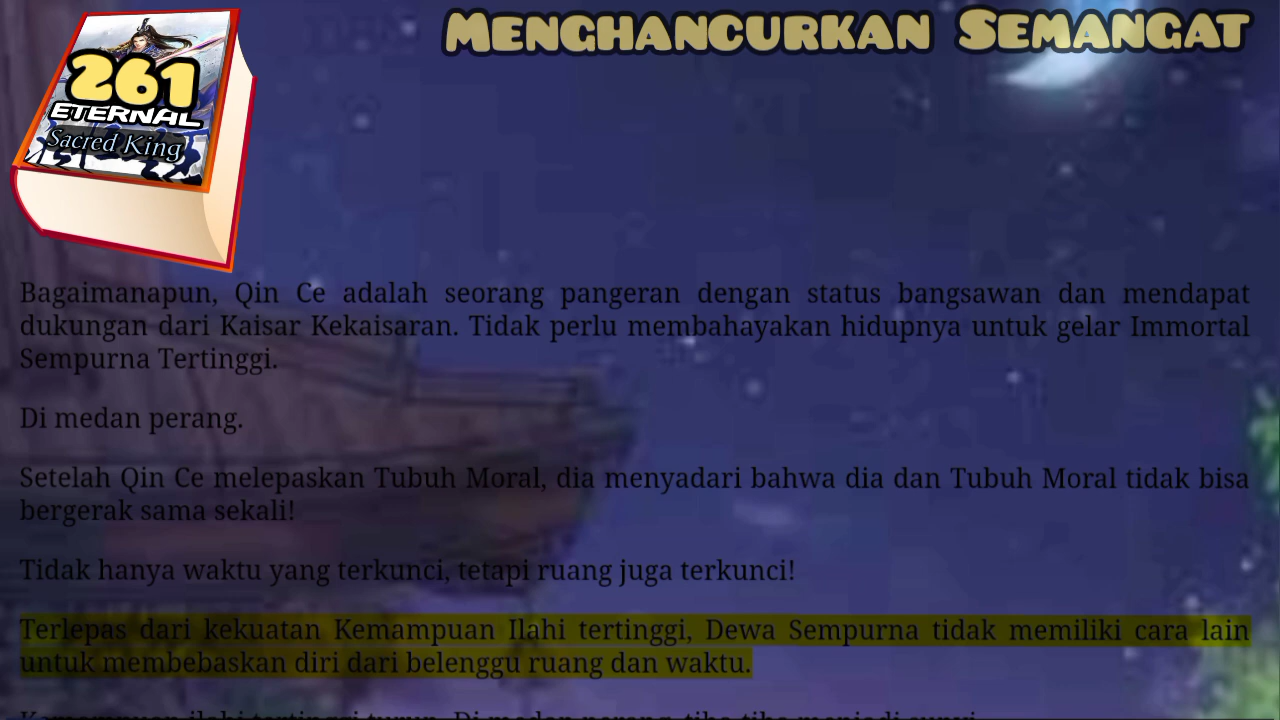 Menghancurkan Semangat
261
ETERNAL
Sacred King
Bagaimanapun, Qin Ce adalah seorang pangeran dengan status bangsawan dan mendapat
dukungan dari Kaisar Kekaisaran. Tidak perlu membahayakan hidupnya untuk gelar Immortal
Sempurna Tertinggi.
Di medan perang.
Setelah Qin Ce melepaskan Tubuh Moral, dia menyadari bahwa dia dan Tubuh Moral tidak bisa
bergerak sama sekali!
Tidak hanya waktu yang terkunci, tetapi ruang juga terkunci!
Terlepas dari kekuatan Kemampuan Ilahi tertinggi, Dewa Sempurna tidak memiliki cara lain
untuk membebaskan diri dari belenggu ruang dan waktu.